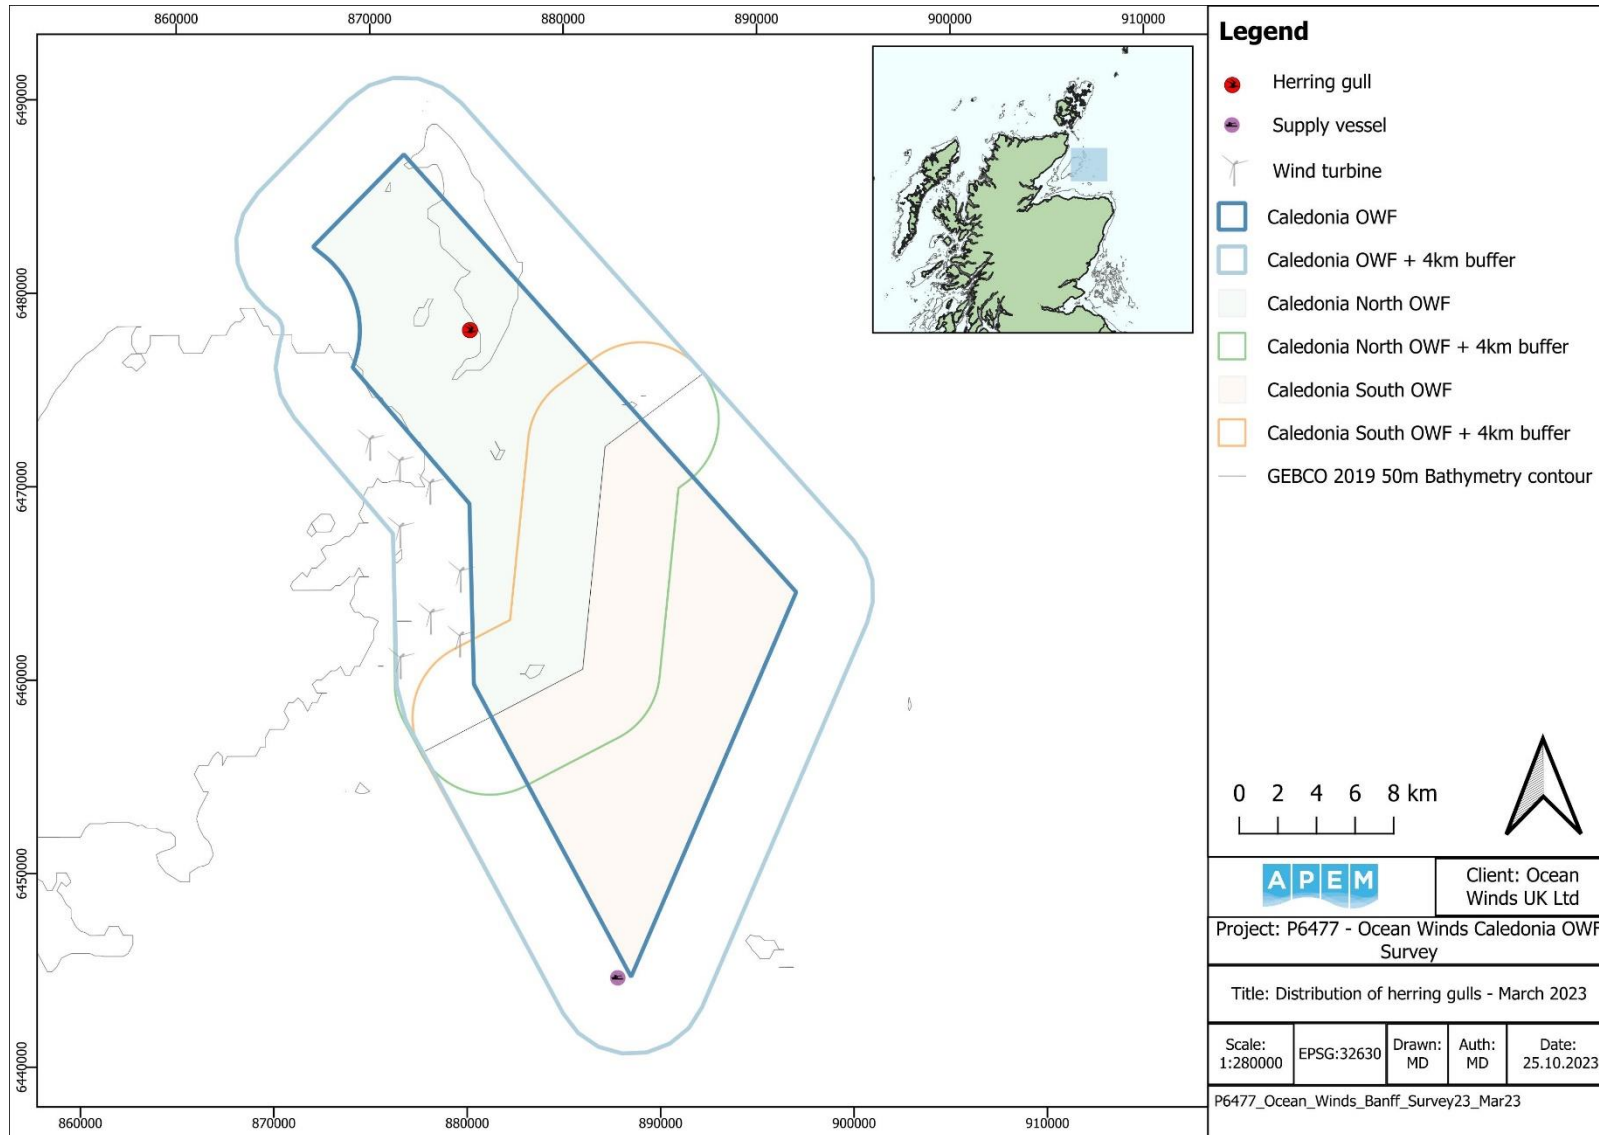 860000 870000 880000 890000 900000 910000
6490000
6480000
6470000
6460000
6450000
6440000
860000 870000 880000 890000 900000 910000
Legend
Herring gull
Supply vessel
Wind turbine
Caledonia OWF
Caledonia OWF + 4km buffer
Caledonia North OWF
Caledonia North OWF + 4km buffer
Caledonia South OWF
Caledonia South OWF + 4km buffer
GEBCO 2019 50m Bathymetry contour
0 2 4 6 8 km
APEM
Client: Ocean
Winds UK Ltd
Project: P6477 - Ocean Winds Caledonia OWF
Survey
Title: Distribution of herring gulls - March 2023
Scale:
1:280000
EPSG:32630
Drawn:
MD
Auth:
MD
Date:
25.10.2023
P6477_Ocean_Winds_Banff_Survey23_Mar23